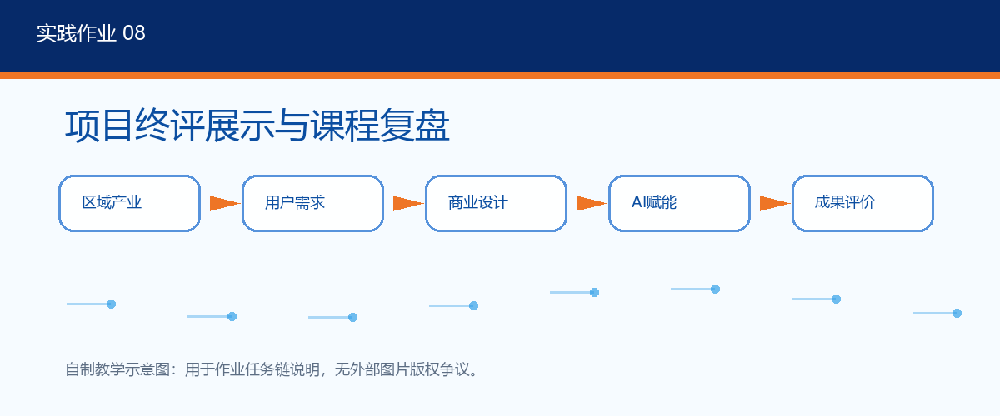 实践作业 08
项目终评展示与课程复盘
区域产业
用户需求
商业设计
AI赋能
成果评价
自制教学示意图：用于作业任务链说明，无外部图片版权争议。